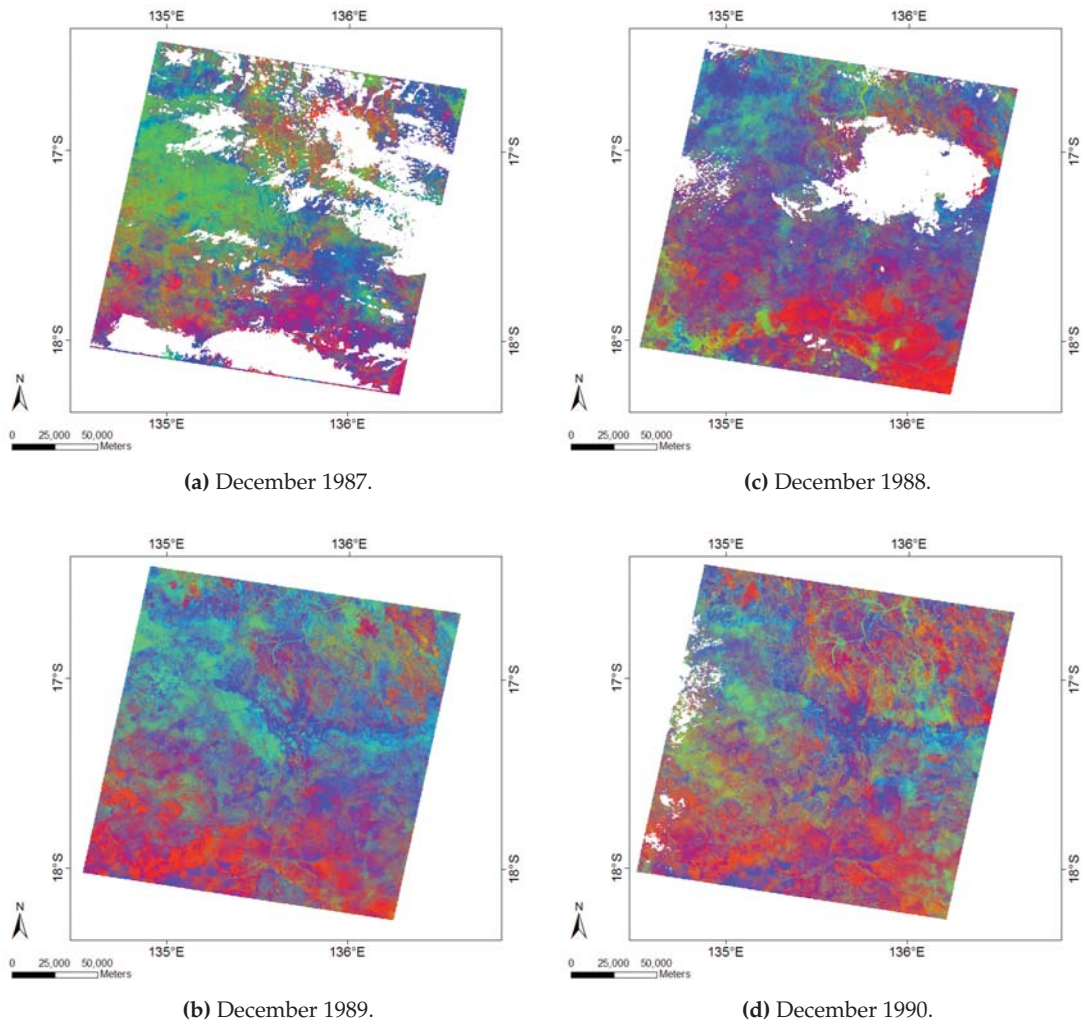 135°E 136°E
17°S 17°S
18°S 18°S
N
0 25,000 50,000
Meters
135°E 136°E
(a) December 1987.
135°E 136°E
17°S 17°S
18°S 18°S
N
0 25,000 50,000
Meters
135°E 136°E
(c) December 1988.
135°E 136°E
17°S 17°S
18°S 18°S
N
0 25,000 50,000
Meters
135°E 136°E
(b) December 1989.
135°E 136°E
17°S 17°S
18°S 18°S
N
0 25,000 50,000
Meters
135°E 136°E
(d) December 1990.